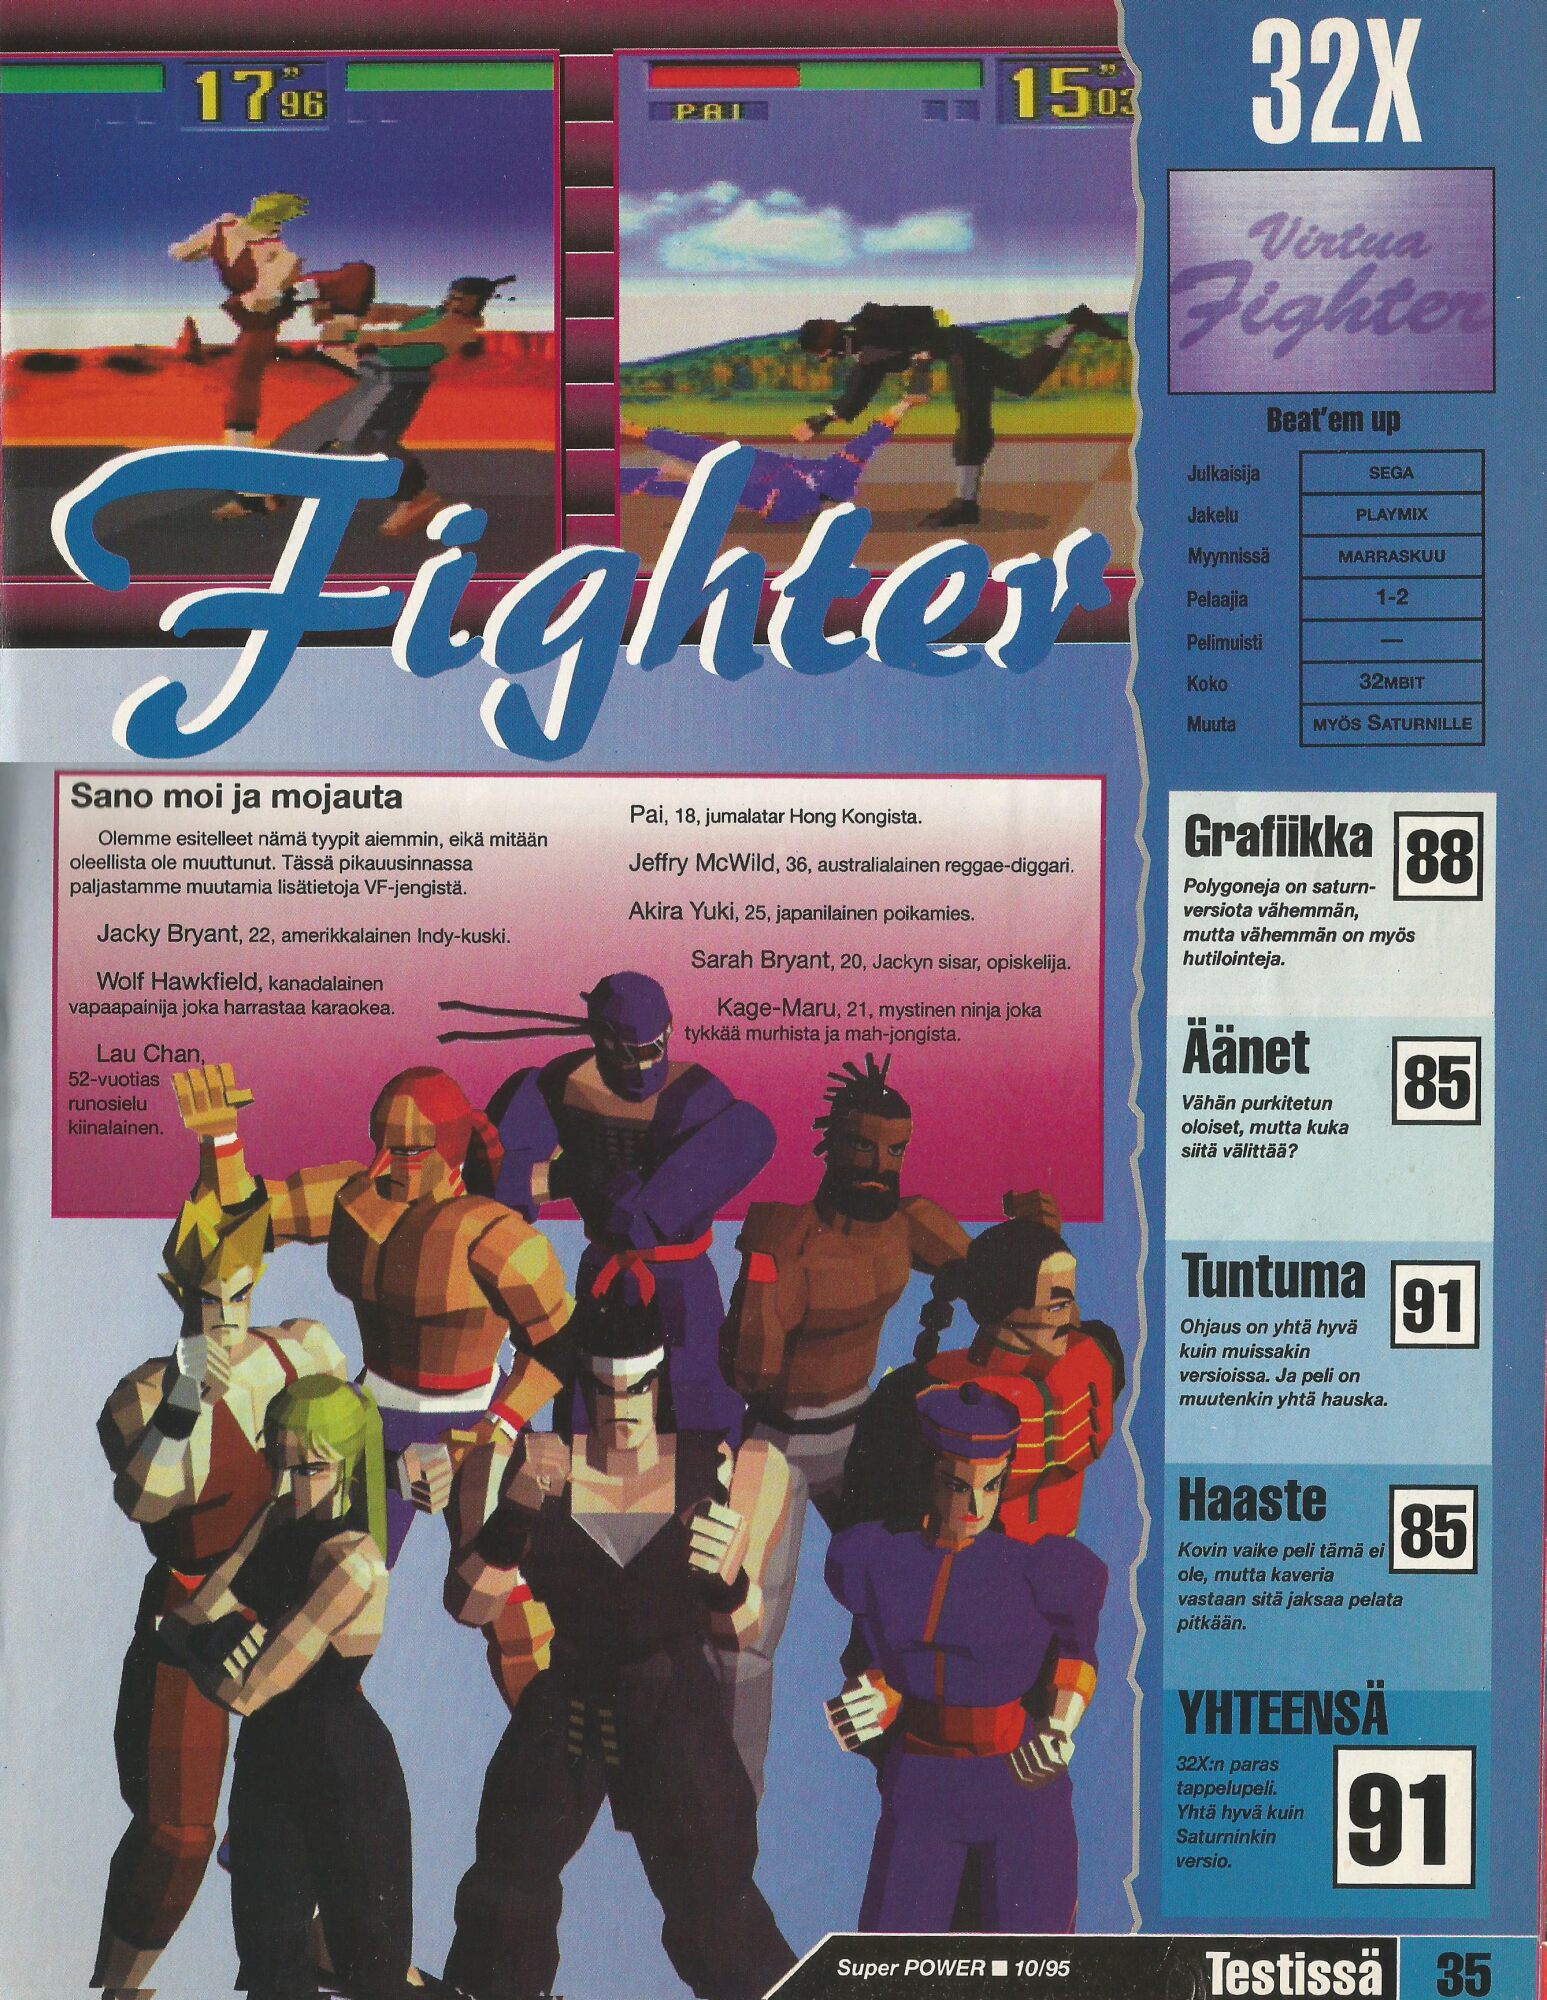 17"96
PAI
15"03
Fighter
Sano moi ja mojauta
Olemme esitelleet nämä tyypit aiemmin, eikä mitään
oleellista ole muuttunut. Tässä pikauusinnassa
paljastamme muutamia lisätietoja VF-jengistä.
Jacky Bryant, 22, amerikkalainen Indy-kuski.
Wolf Hawkfield, kanadalainen
vapaapainija joka harrastaa karaokea.
Lau Chan,
52-vuotias
runosielu
kiinalainen.
Pai, 18, jumalatar Hong Kongista.
Jeffry McWild, 36, australialainen reggae-diggari.
Akira Yuki, 25, japanilainen poikamies.
Sarah Bryant, 20, Jackyn sisar, opiskelija.
Kage-Maru, 21, mystinen ninja joka
tykkää murhista ja mah-jongista.
32X
Virtua
Fighter
Beat'em up
Julkaisija SEGA
Jakelu PLAYMIX
Myynnissä MARRASKUU
Pelaajia 1-2
Pelimuisti —
Koko 32MBIT
Muuta MYÖS SATURNILLE
Grafiikka 88
Polygoneja on saturn-
versiota vähemmän,
mutta vähemmän on myös
hutilointeja.
Äänet 85
Vähän purkitetun
oloiset, mutta kuka
siitä välittää?
Tuntuma 91
Ohjaus on yhtä hyvä
kuin muissakin
versioissa. Ja peli on
muutenkin yhtä hauska.
Haaste 85
Kovin vaike peli tämä ei
ole, mutta kaveria
vastaan sitä jaksaa pelata
pitkään.
YHTEENSÄ
32X:n paras
tappelupeli.
Yhtä hyvä kuin
Saturninkin
versio.
91
Super POWER ■ 10/95
Testissä 35